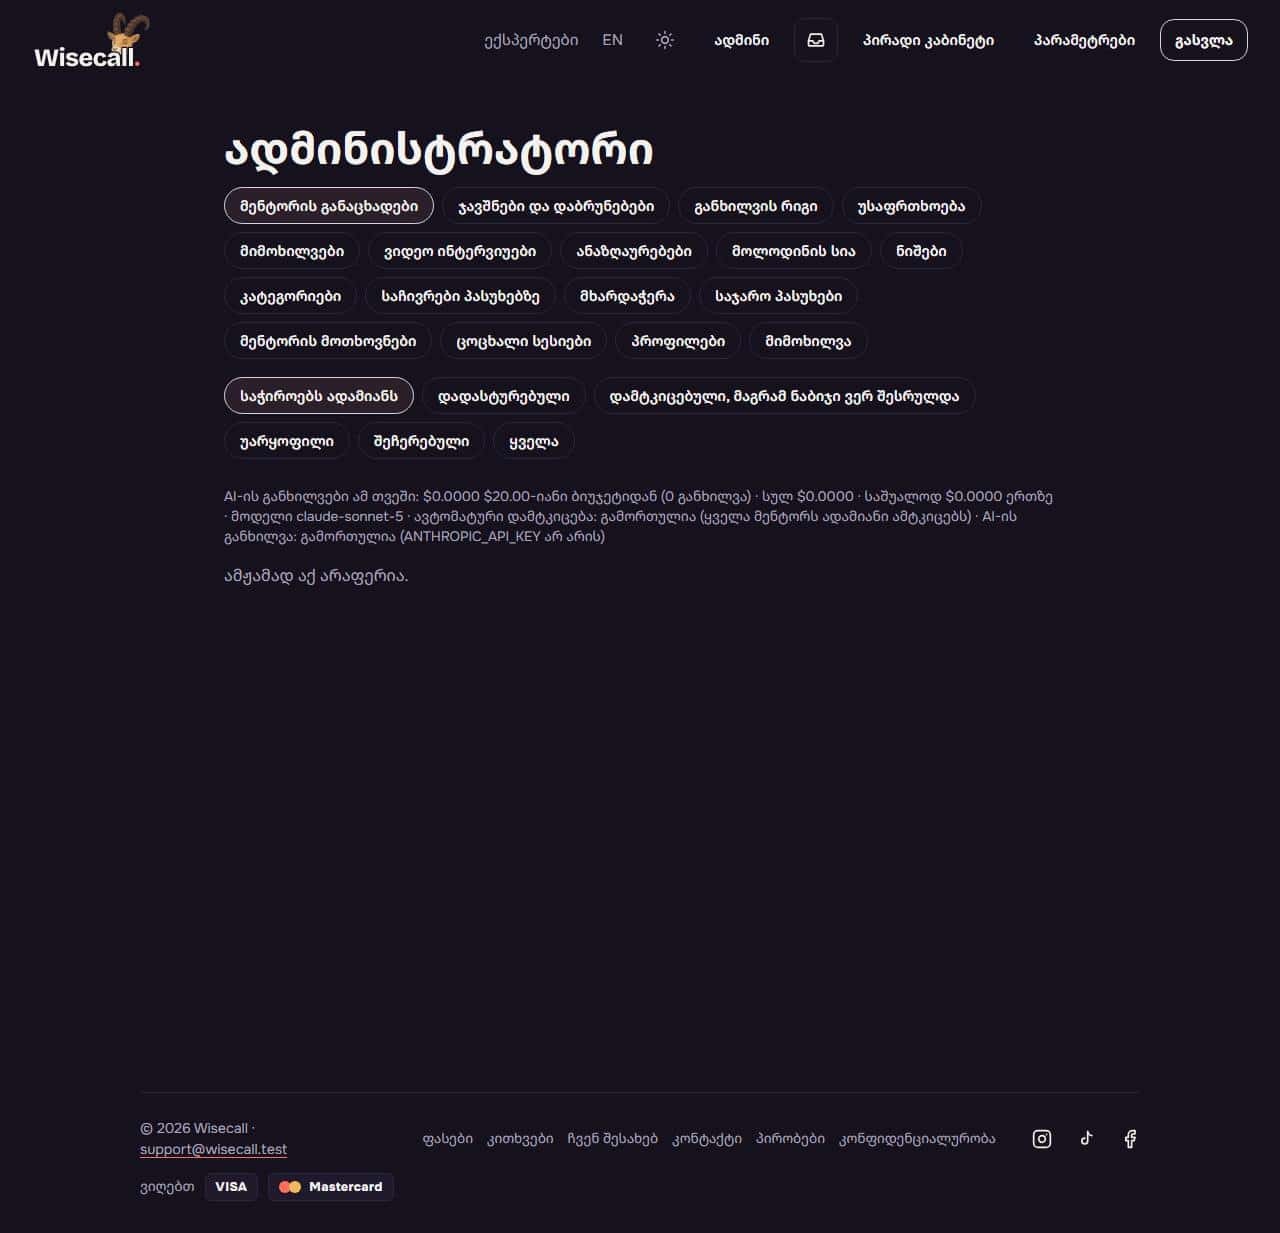 Wisecall.
ექსპერტები EN ადმინი პირადი კაბინეტი პარამეტრები გასვლა
ადმინისტრატორი
მენტორის განაცხადები ჯავშნები და დაბრუნებები განხილვის რიგი უსაფრთხოება
მიმოხილვები ვიდეო ინტერვიუები ანაზღაურებები მოლოდინის სია ნიშები
კატეგორიები საჩივრები პასუხებზე მხარდაჭერა საჯარო პასუხები
მენტორის მოთხოვნები ცოცხალი სესიები პროფილები მიმოხილვა
საჭიროებს ადამიანს დადასტურებული დამტკიცებული, მაგრამ ნაბიჯი ვერ შესრულდა
უარყოფილი შეჩერებული ყველა
AI-ის განხილვები ამ თვეში: $0.0000 $20.00-იანი ბიუჯეტიდან (0 განხილვა) · სულ $0.0000 · საშუალოდ $0.0000 ერთზე
· მოდელი claude-sonnet-5 · ავტომატური დამტკიცება: გამორთულია (ყველა მენტორს ადამიანი ამტკიცებს) · AI-ის
განხილვა: გამორთულია (ANTHROPIC_API_KEY არ არის)
ამჟამად აქ არაფერია.
© 2026 Wisecall ·
support@wisecall.test
ფასები კითხვები ჩვენ შესახებ კონტაქტი პირობები კონფიდენციალურობა
ვიღებთ VISA Mastercard